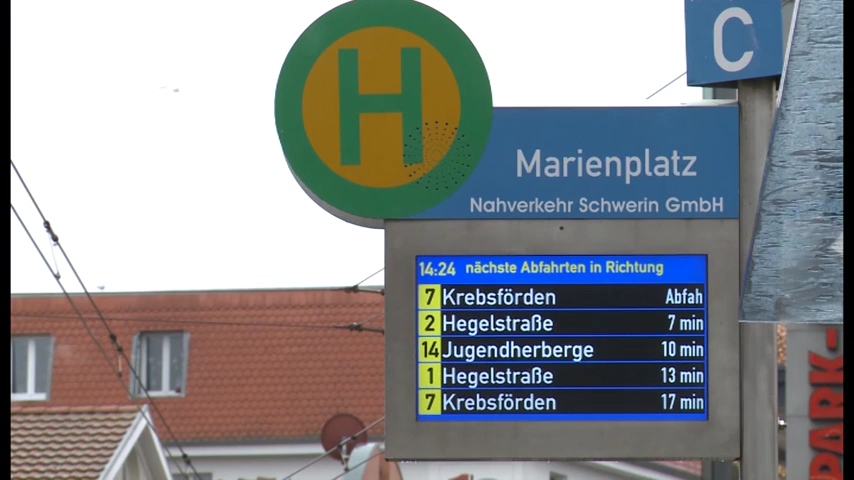 H
C
Marienplatz
Nahverkehr Schwerin GmbH
14:24 nächste Abfahrten in Richtung
7 Krebsförden Abfah
2 Hegelstraße 7 min
14 Jugendherberge 10 min
1 Hegelstraße 13 min
7 Krebsförden 17 min
PARK-
PARK